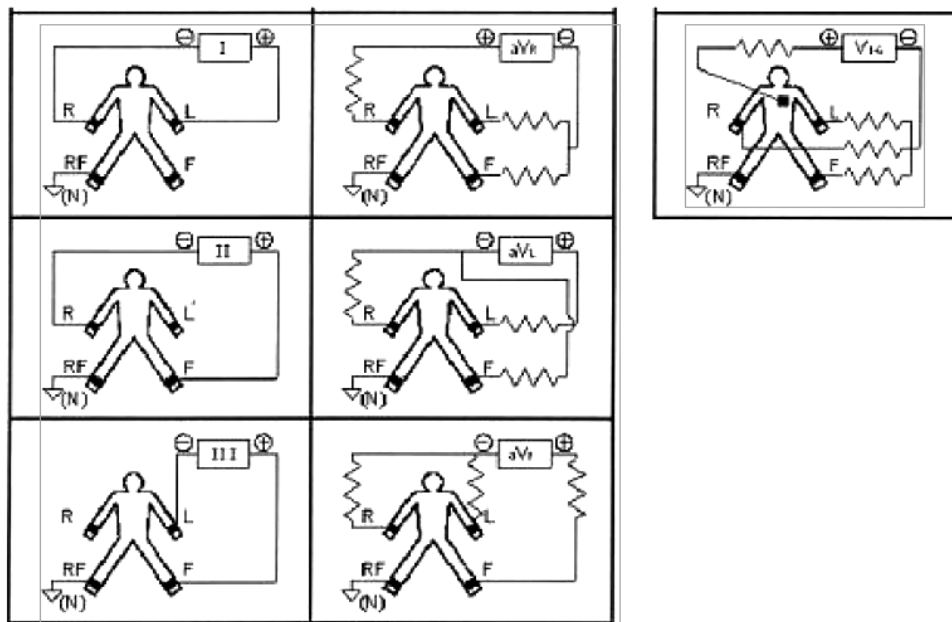 ⊖ I ⊕
R L
RF F
(N)
⊕ aVR ⊖
R L
RF F
(N)
⊕ V1-6 ⊖
R L
RF F
(N)
⊖ II ⊕
R L'
RF F
(N)
⊖ aVL ⊕
R L
RF F
(N)
⊖ III ⊕
R L
RF F
(N)
⊖ aVF ⊕
R L
RF F
(N)